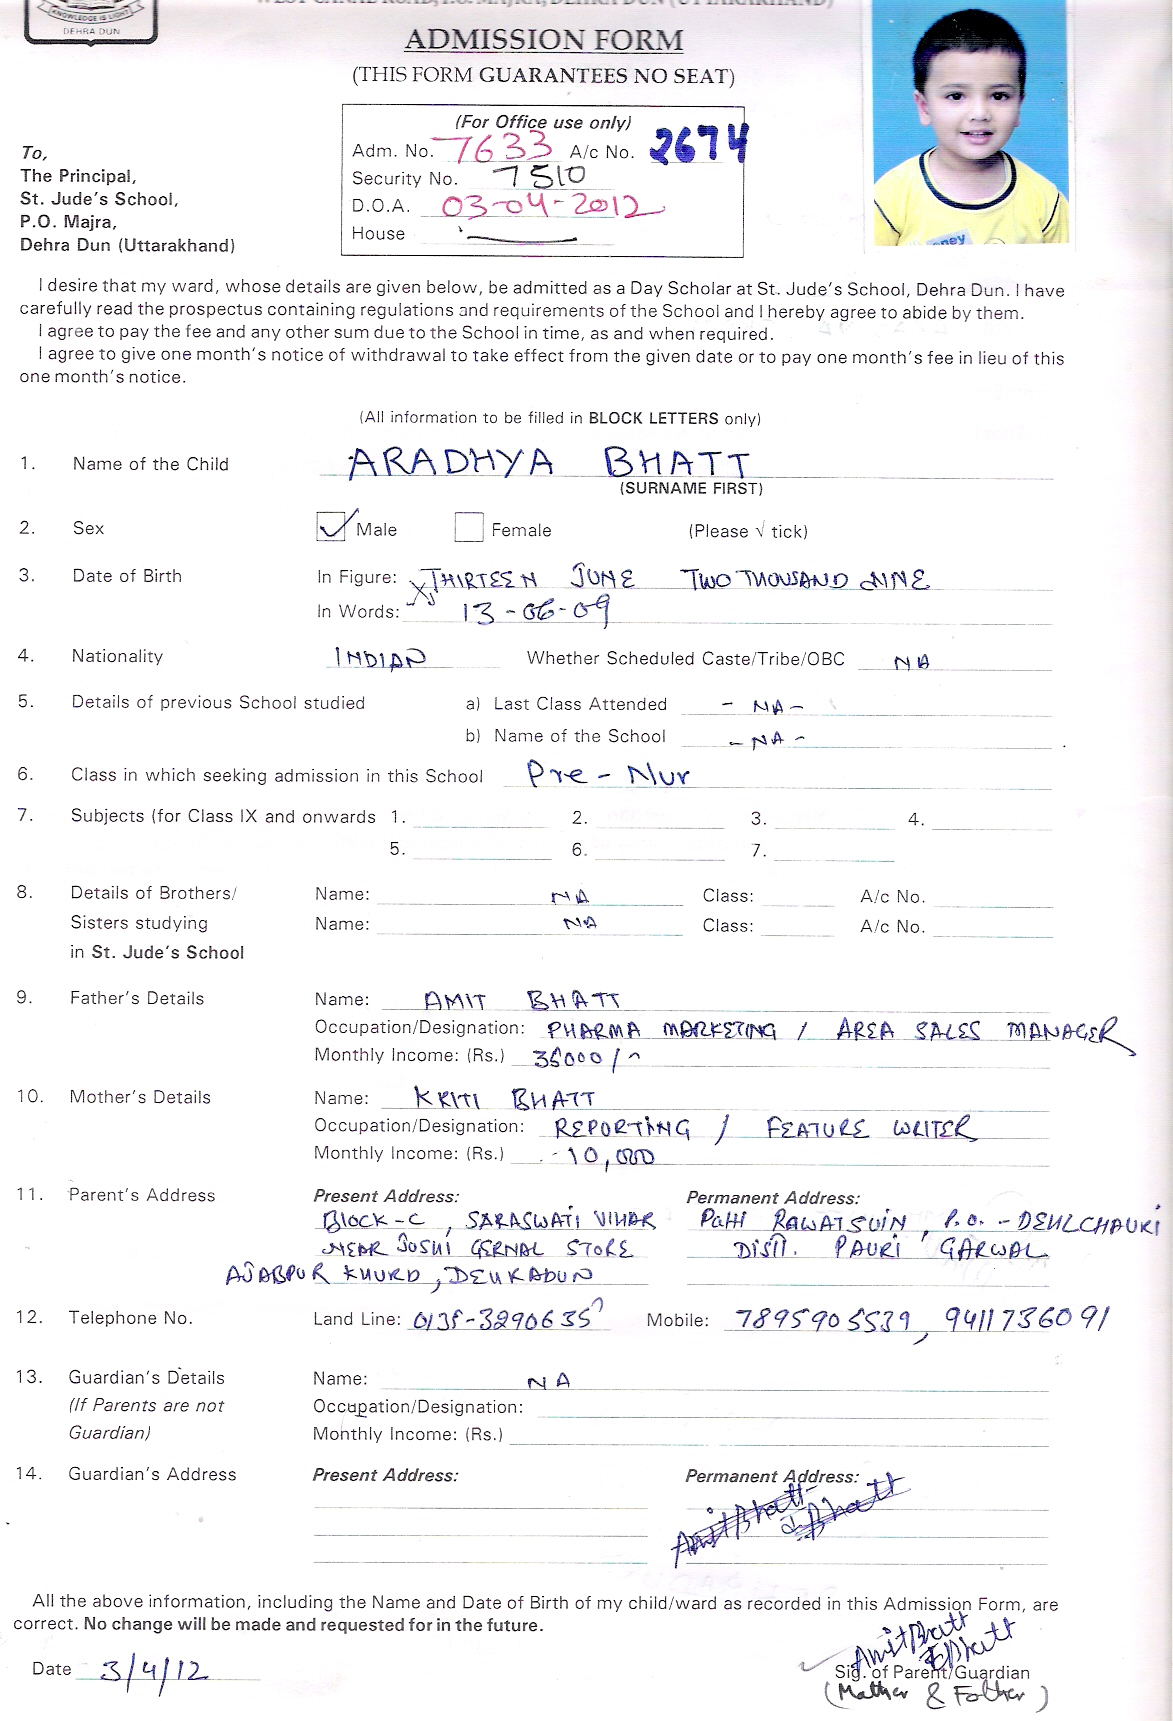 KNOWLEDGE IS LIGHT
DEHRA DUN
WEST CANAL ROAD, P.O. MAJRA, DEHRA DUN (UTTARAKHAND)
ADMISSION FORM
(THIS FORM GUARANTEES NO SEAT)
(For Office use only)
Adm. No. 7633 A/c No. 2674
Security No. 7510
D.O.A. 03-04-2012
House
To,
The Principal,
St. Jude's School,
P.O. Majra,
Dehra Dun (Uttarakhand)
I desire that my ward, whose details are given below, be admitted as a Day Scholar at St. Jude's School, Dehra Dun. I have
carefully read the prospectus containing regulations and requirements of the School and I hereby agree to abide by them.
I agree to pay the fee and any other sum due to the School in time, as and when required.
I agree to give one month's notice of withdrawal to take effect from the given date or to pay one month's fee in lieu of this
one month's notice.
(All information to be filled in BLOCK LETTERS only)
1. Name of the Child ARADHYA BHATT
(SURNAME FIRST)
2. Sex Male Female (Please √ tick)
3. Date of Birth In Figure: THIRTEEN JUNE TWO THOUSAND NINE
In Words: 13-06-09
4. Nationality INDIAN Whether Scheduled Caste/Tribe/OBC NA
5. Details of previous School studied a) Last Class Attended - NA -
b) Name of the School - NA -
6. Class in which seeking admission in this School Pre - Nur
7. Subjects (for Class IX and onwards 1. 2. 3. 4.
5. 6. 7.
8. Details of Brothers/ Name: NA Class: A/c No.
Sisters studying Name: NA Class: A/c No.
in St. Jude's School
9. Father's Details Name: AMIT BHATT
Occupation/Designation: PHARMA MARKETING / AREA SALES MANAGER
Monthly Income: (Rs.) 35000/-
10. Mother's Details Name: KRITI BHATT
Occupation/Designation: REPORTING / FEATURE WRITER
Monthly Income: (Rs.) 10,000
11. Parent's Address Present Address: Permanent Address:
BLOCK-C, SARASWATI VIHAR Patti RAWATSUIN, P.O. - DEULCHAURI
NEAR JOSHI GERNAL STORE DISTT. PAURI GARWAL
AJABPUR KHURD, DEHRADUN
12. Telephone No. Land Line: 0135-3290635 Mobile: 7895905539, 9411736091
13. Guardian's Details Name: NA
(If Parents are not Occupation/Designation:
Guardian) Monthly Income: (Rs.)
14. Guardian's Address Present Address: Permanent Address:
Amit Bhatt
Bhatt
All the above information, including the Name and Date of Birth of my child/ward as recorded in this Admission Form, are
correct. No change will be made and requested for in the future.
Amit Bhatt
Bhatt
Date 3/4/12
Sig. of Parent/Guardian
(Mother & Father)